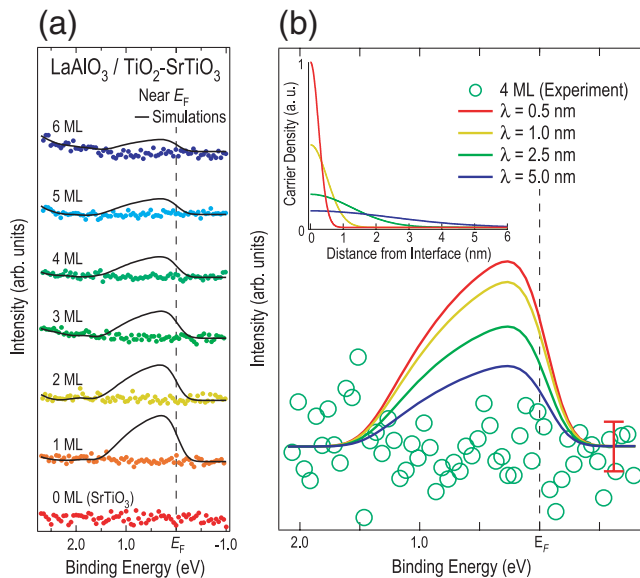 (a)
LaAlO3 / TiO2-SrTiO3
Near EF
Simulations
6 ML
5 ML
4 ML
3 ML
2 ML
1 ML
0 ML (SrTiO3)
Intensity (arb. units)
2.0 1.0 EF -1.0
Binding Energy (eV)
(b)
1
0
Carrier Density (a. u.)
0 1 2 3 4 5 6
Distance from Interface (nm)
4 ML (Experiment)
λ = 0.5 nm
λ = 1.0 nm
λ = 2.5 nm
λ = 5.0 nm
Intensity (arb. units)
2.0 1.0 EF
Binding Energy (eV)